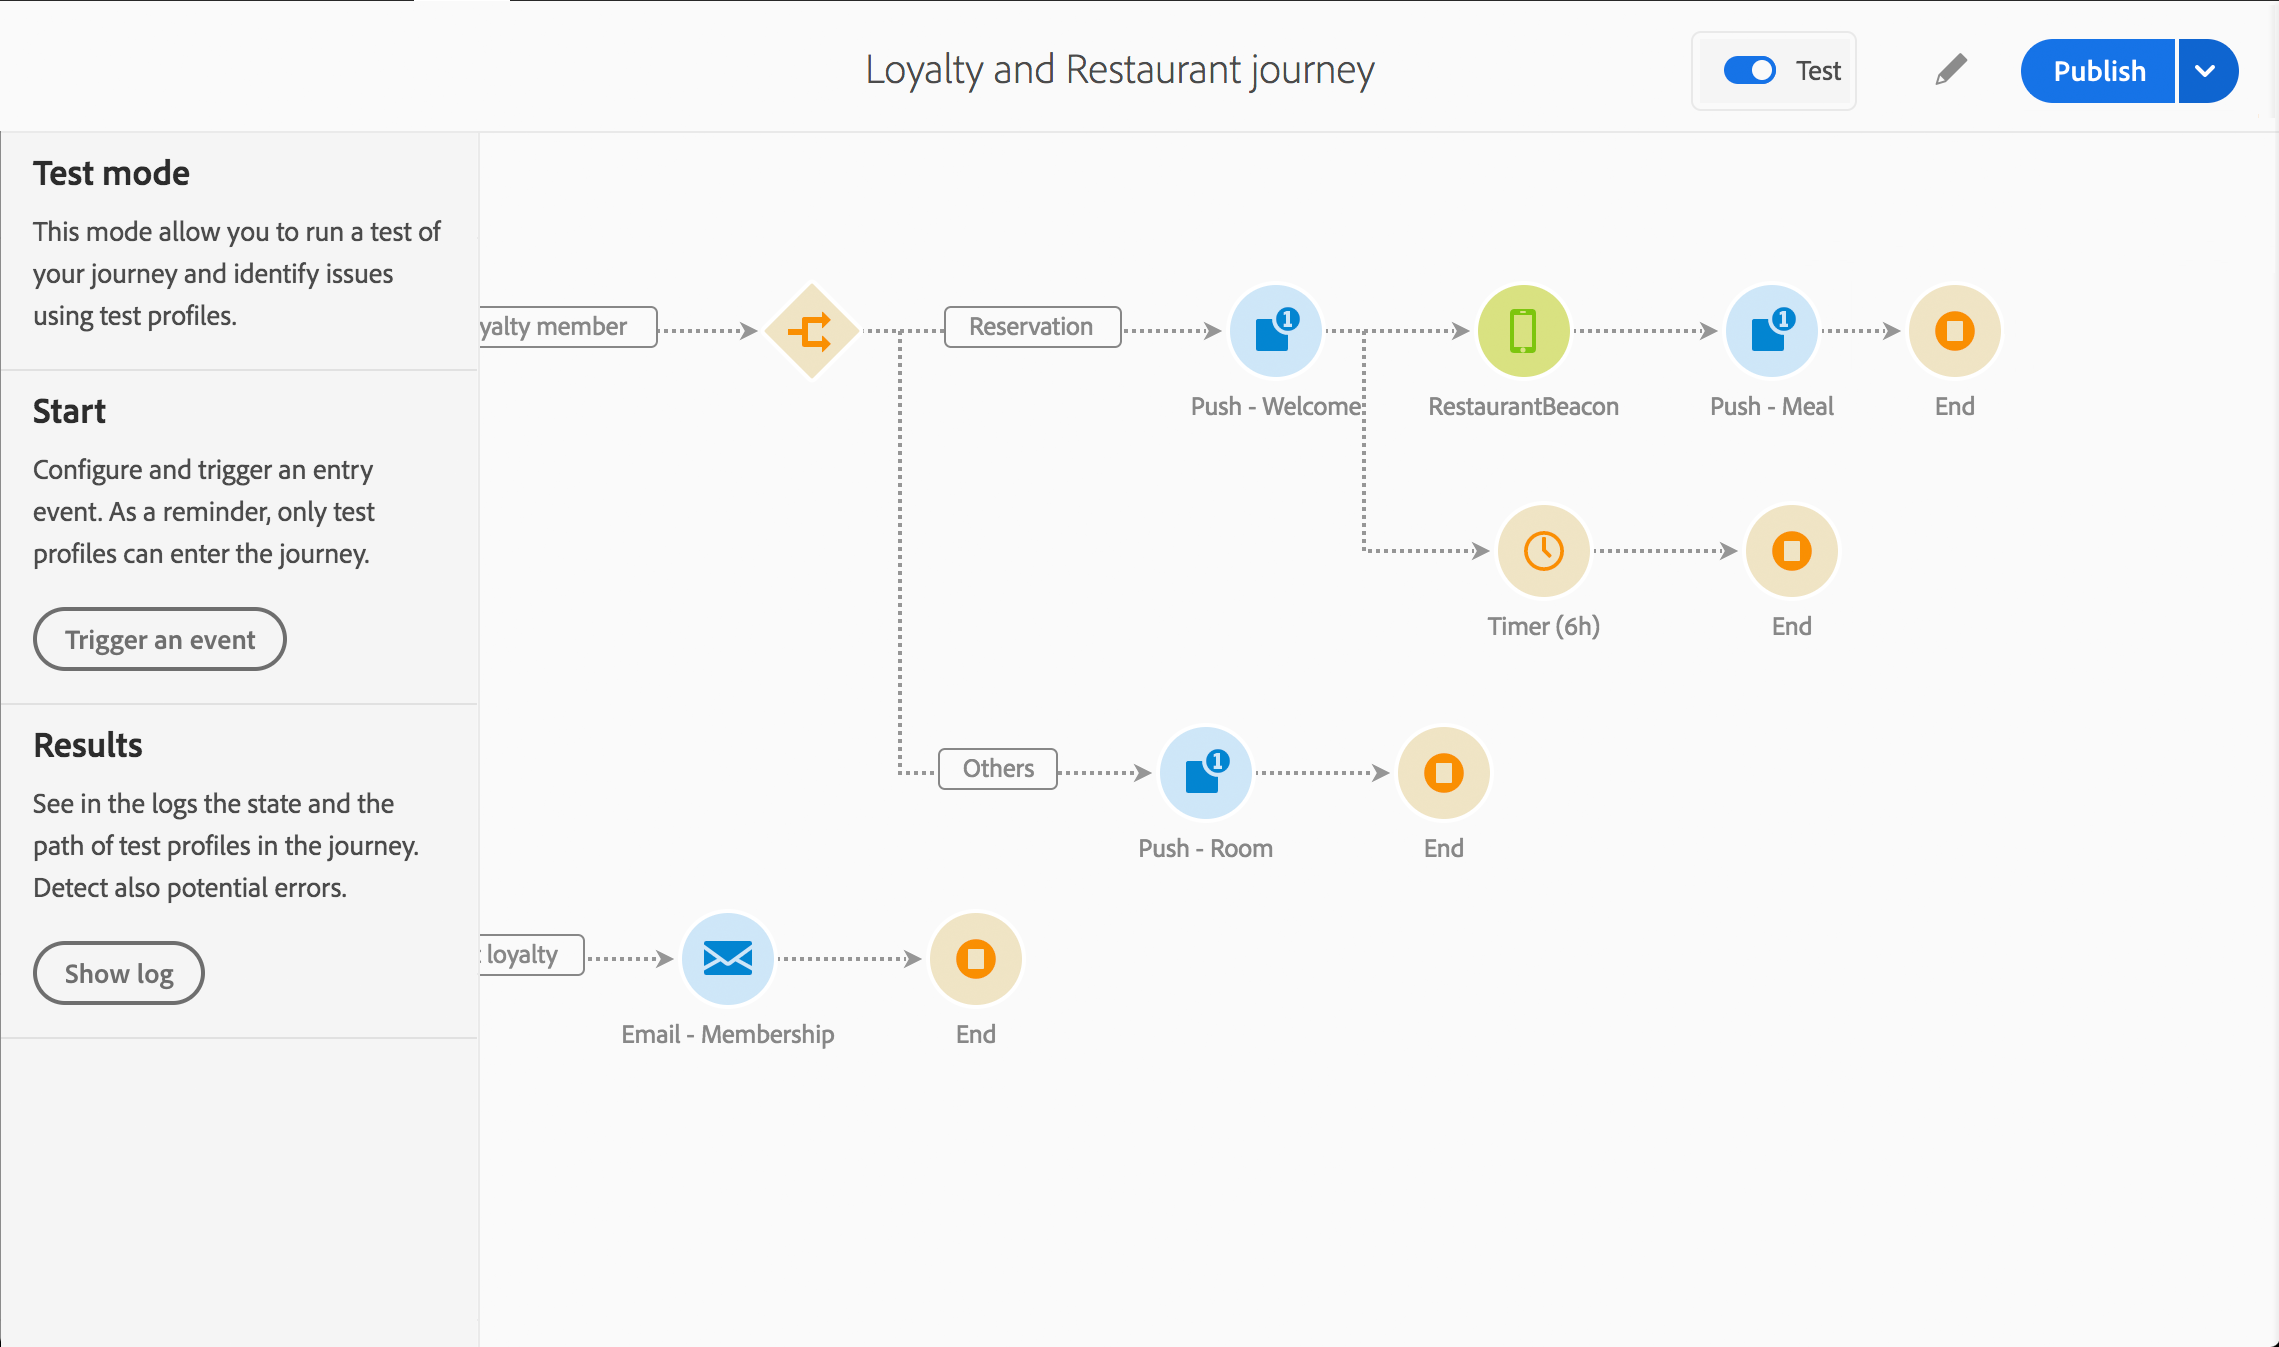 Loyalty and Restaurant journey
Test
Publish
Test mode
This mode allow you to run a test of
your journey and identify issues
using test profiles.
Start
Configure and trigger an entry
event. As a reminder, only test
profiles can enter the journey.
Trigger an event
Results
See in the logs the state and the
path of test profiles in the journey.
Detect also potential errors.
Show log
yalty member
Reservation
1
1
Push - Welcome
RestaurantBeacon
Push - Meal
End
Timer (6h)
End
Others
1
Push - Room
End
loyalty
Email - Membership
End